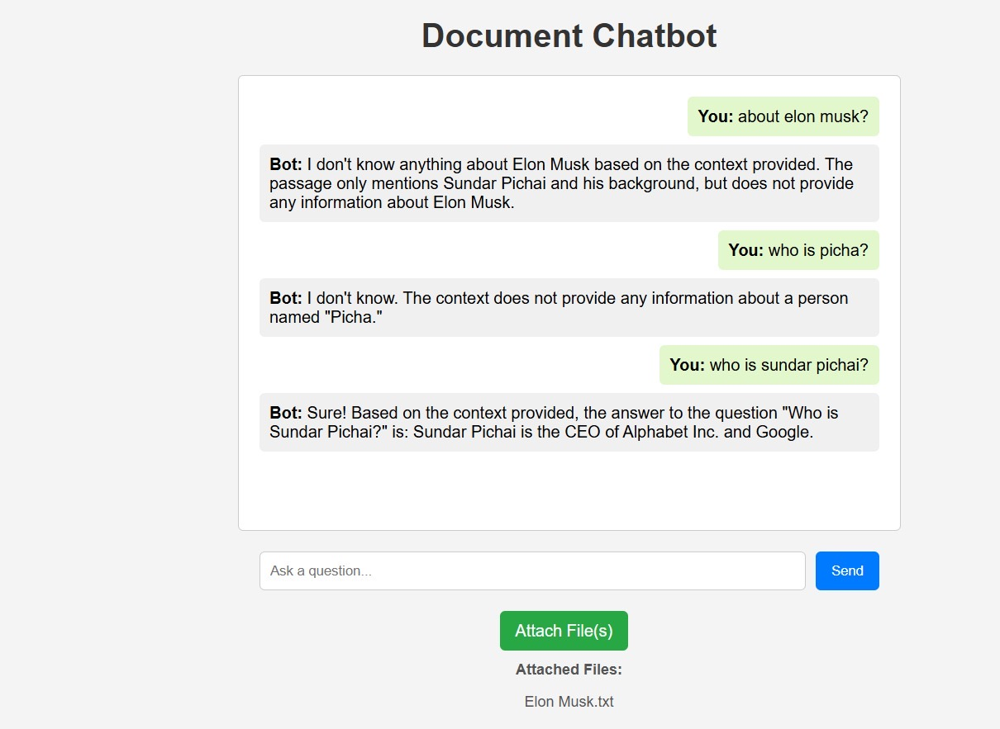 Document Chatbot
You: about elon musk?
Bot: I don't know anything about Elon Musk based on the context provided. The
passage only mentions Sundar Pichai and his background, but does not provide
any information about Elon Musk.
You: who is picha?
Bot: I don't know. The context does not provide any information about a person
named "Picha."
You: who is sundar pichai?
Bot: Sure! Based on the context provided, the answer to the question "Who is
Sundar Pichai?" is: Sundar Pichai is the CEO of Alphabet Inc. and Google.
Ask a question...
Send
Attach File(s)
Attached Files:
Elon Musk.txt